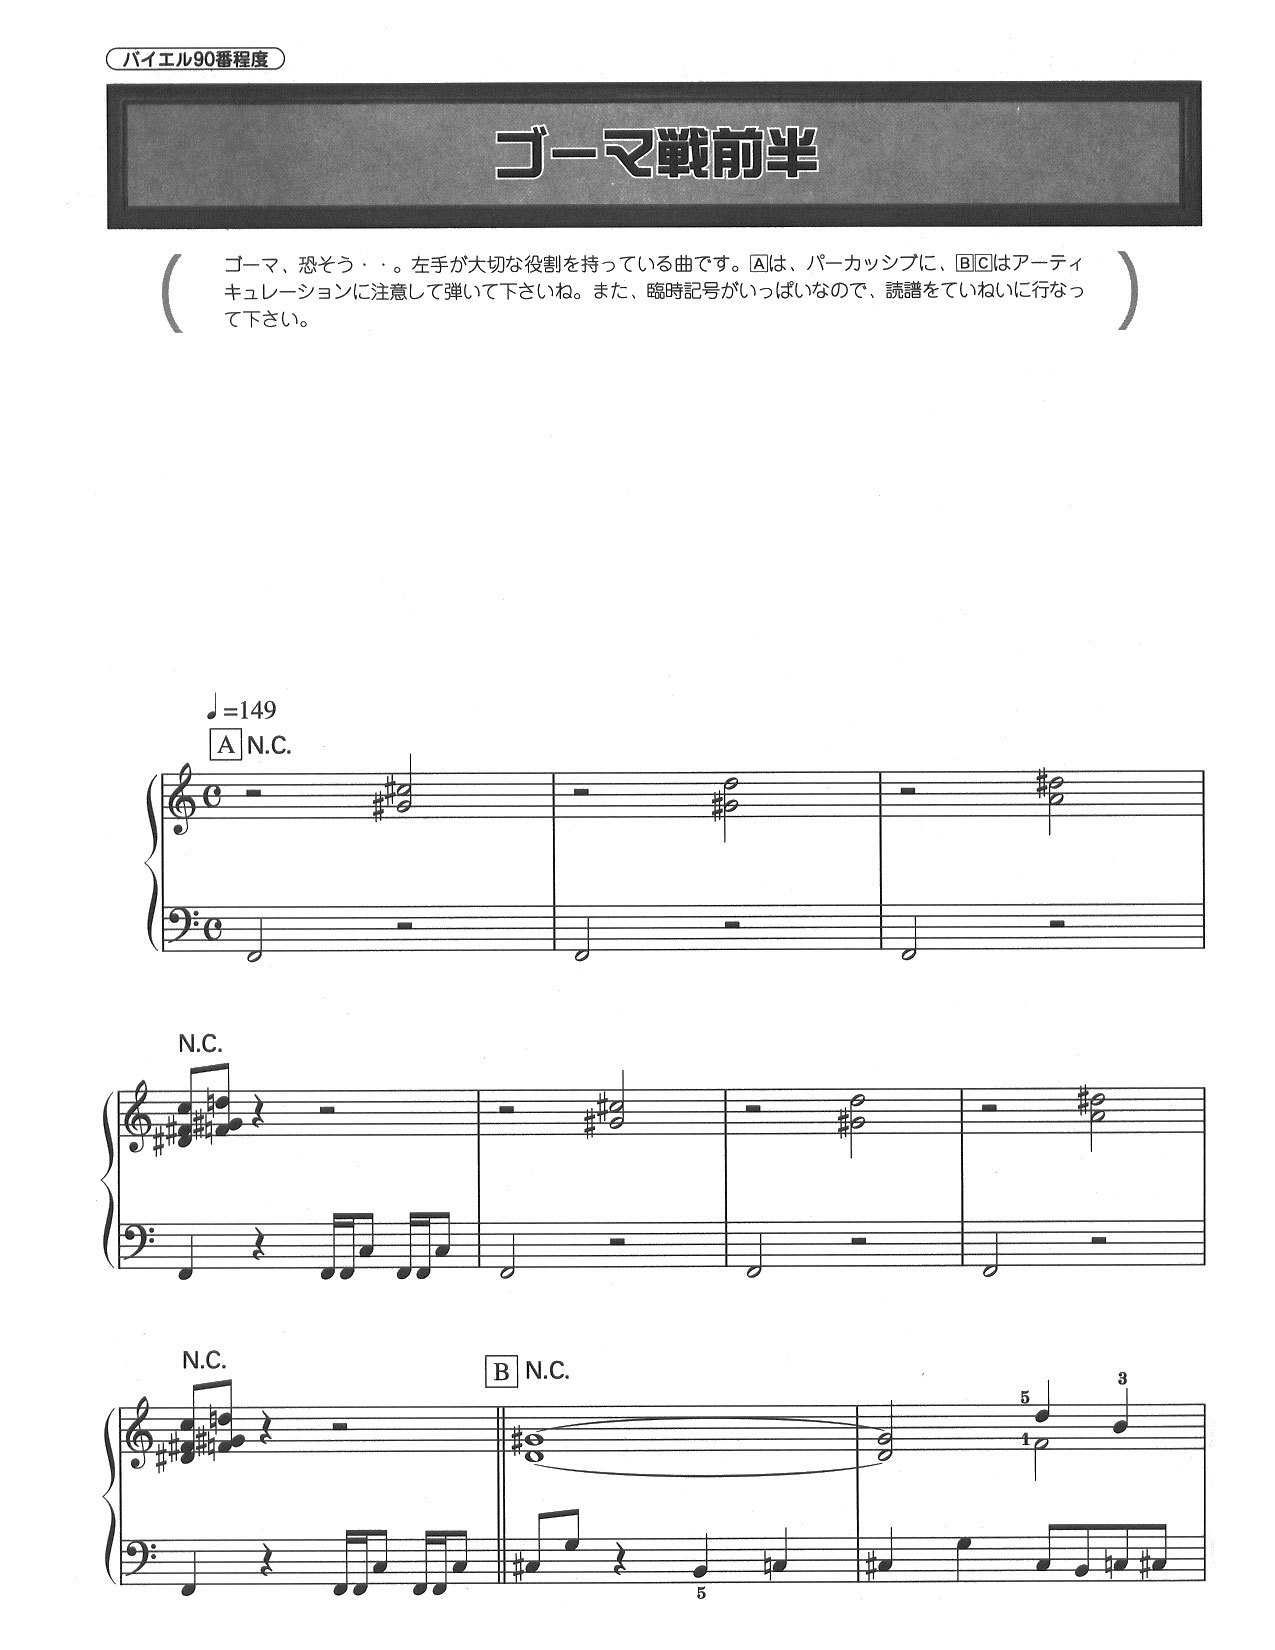 バイエル90番程度
ゴーマ戦前半
ゴーマ、恐そう・・。左手が大切な役割を持っている曲です。Aは、パーカッシブに、BCはアーティ
キュレーションに注意して弾いて下さいね。また、臨時記号がいっぱいなので、読譜をていねいに行なっ
て下さい。
♩=149
A N.C.
N.C.
N.C.
B N.C.
5
3
1
5